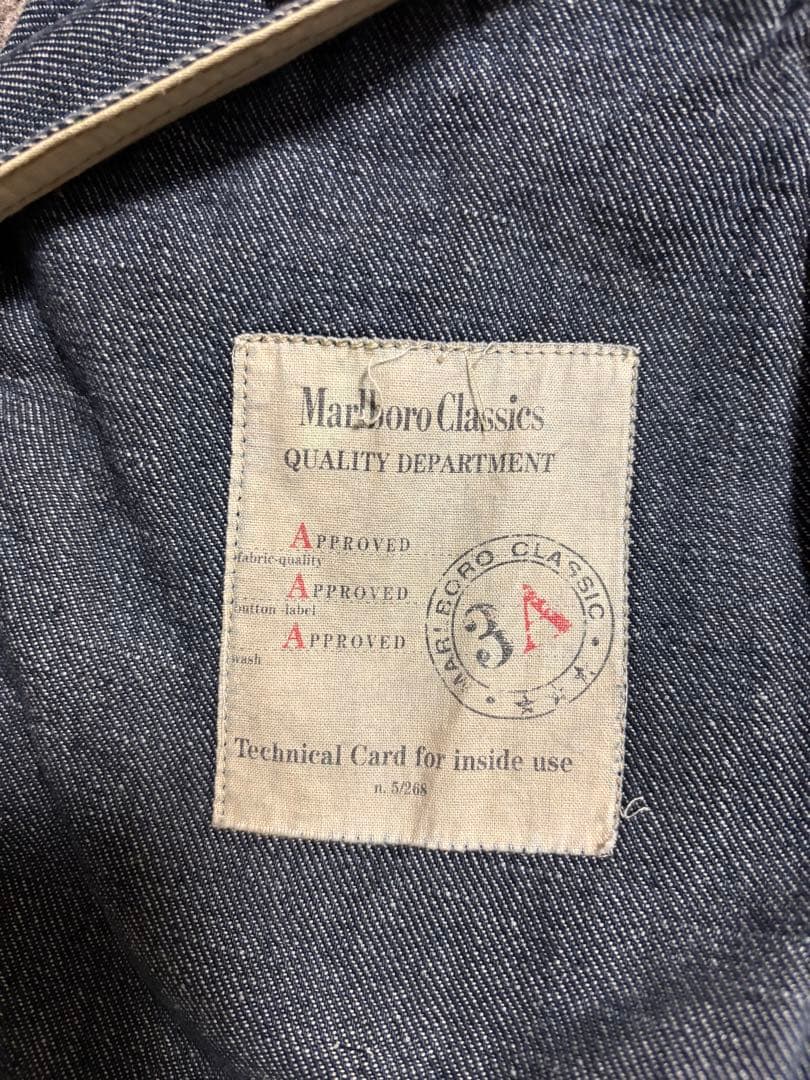 Marlboro Classics
QUALITY DEPARTMENT
APPROVED
fabric-quality
APPROVED
button label
APPROVED
wash
MARLBORO CLASSIC
3A
Technical Card for inside use
n. 5/268